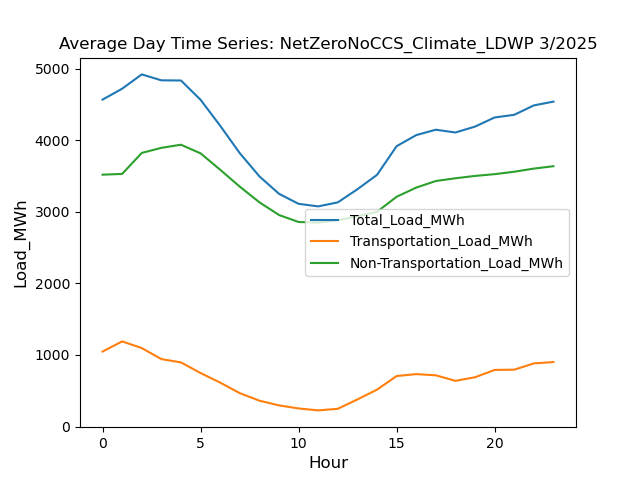 Average Day Time Series: NetZeroNoCCS_Climate_LDWP 3/2025
Load_MWh
5000
4000
3000
2000
1000
0
Total_Load_MWh
Transportation_Load_MWh
Non-Transportation_Load_MWh
0 5 10 15 20
Hour